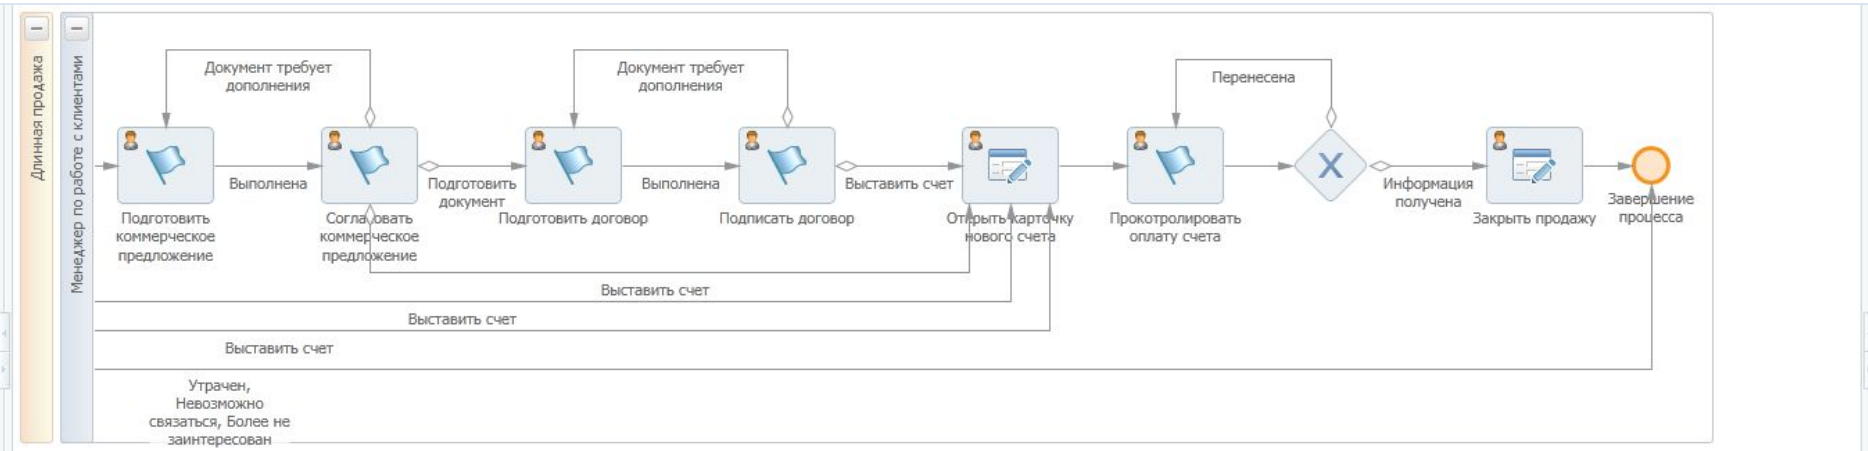 Длинная продажа
Менеджер по работе с клиентами
Документ требует
дополнения
Документ требует
дополнения
Перенесена
Выполнена
Подготовить
документ
Выполнена
Выставить счет
Информация
получена
Подготовить
коммерческое
предложение
Согласовать
коммерческое
предложение
Подготовить договор
Подписать договор
Открыть карточку
нового счета
Прокотролировать
оплату счета
X
Закрыть продажу
Завершение
процесса
Выставить счет
Выставить счет
Выставить счет
Утрачен,
Невозможно
связаться, Более не
заинтересован